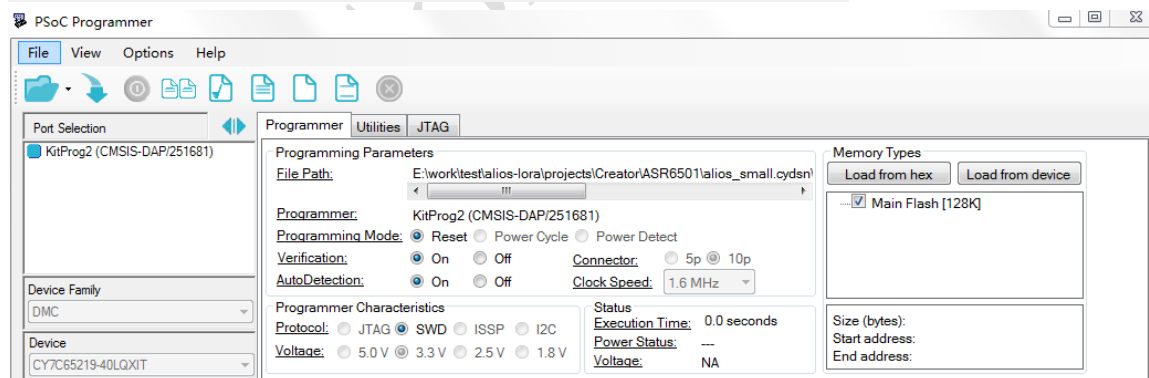 PSoC Programmer
File View Options Help
Port Selection
KitProg2 (CMSIS-DAP/251681)
Device Family
DMC
Device
CY7C65219-40LQXIT
Programmer Utilities JTAG
Programming Parameters
File Path: E:\work\test\alios-lora\projects\Creator\ASR6501\alios_small.cydsn\
Programmer: KitProg2 (CMSIS-DAP/251681)
Programming Mode: Reset Power Cycle Power Detect
Verification: On Off Connector: 5p 10p
AutoDetection: On Off Clock Speed: 1.6 MHz
Programmer Characteristics
Protocol: JTAG SWD ISSP I2C
Voltage: 5.0 V 3.3 V 2.5 V 1.8 V
Status
Execution Time: 0.0 seconds
Power Status: ---
Voltage: NA
Memory Types
Load from hex Load from device
Main Flash [128K]
Size (bytes):
Start address:
End address: